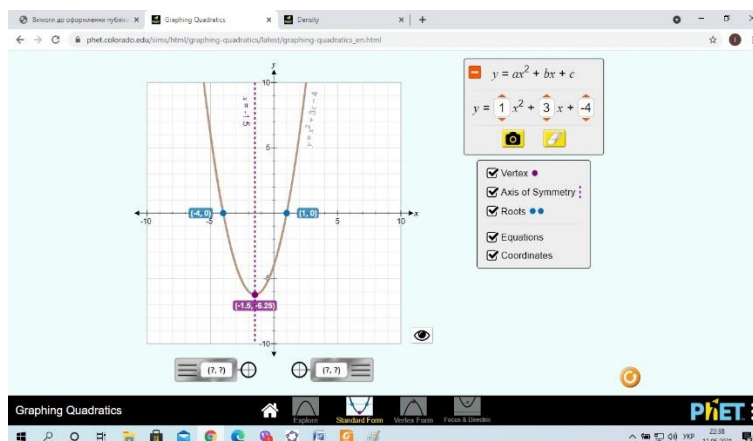 Вимоги до оформлення публік
Graphing Quadratics
Density
phet.colorado.edu/sims/html/graphing-quadratics/latest/graphing-quadratics_en.html
y = ax² + bx + c
y = 1 x² + 3 x + -4
Vertex
Axis of Symmetry
Roots
Equations
Coordinates
y
10
x = -1.5
y = x² + 3x − 4
5
(-4, 0)
(1, 0)
x
-10
-5
5
10
-5
(-1.5, -6.25)
-10
(?, ?)
(?, ?)
Graphing Quadratics
Explore
Standard Form
Vertex Form
Focus & Directrix
PhET
УКР
22:38